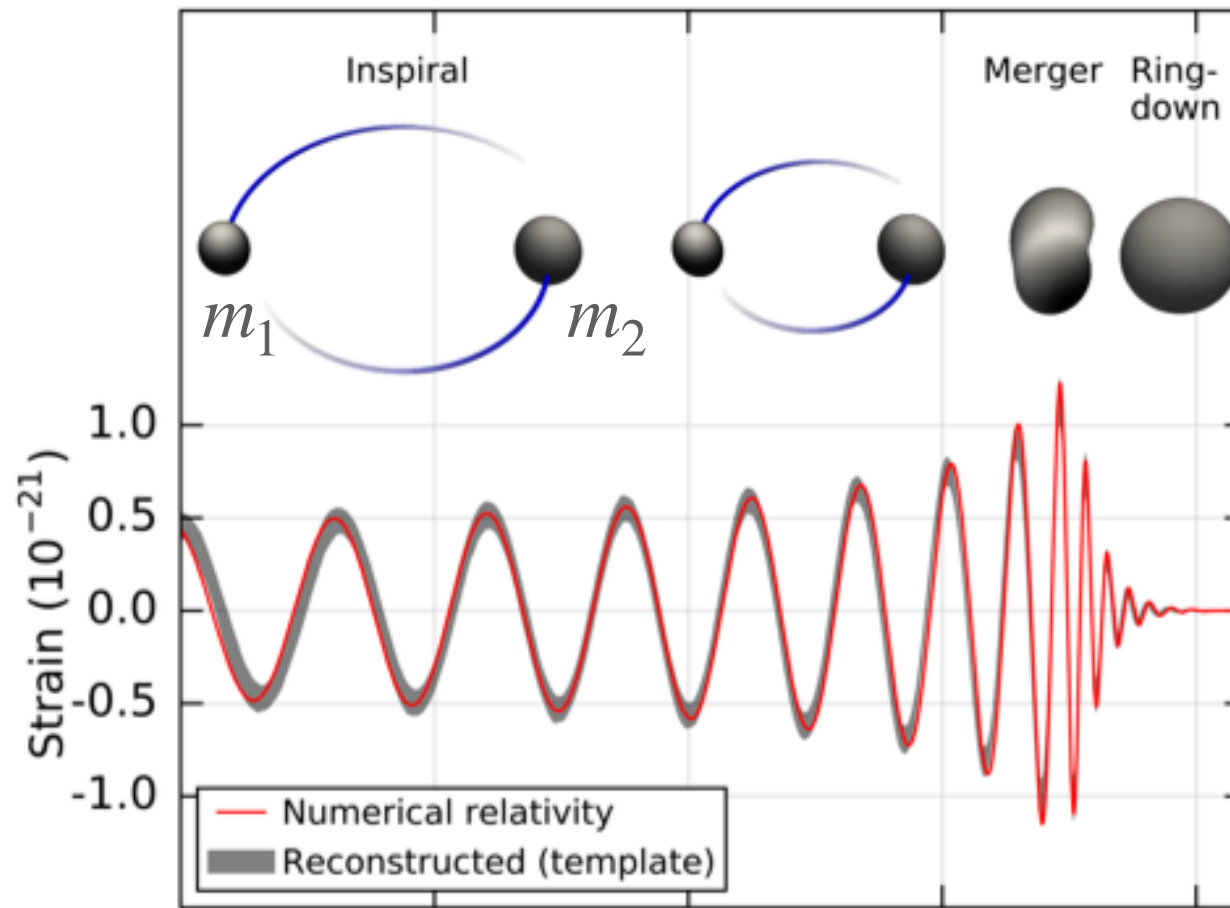 Inspiral
Merger
Ring-
down
m₁
m₂
1.0
0.5
0.0
-0.5
-1.0
Strain (10⁻²¹)
Numerical relativity
Reconstructed (template)